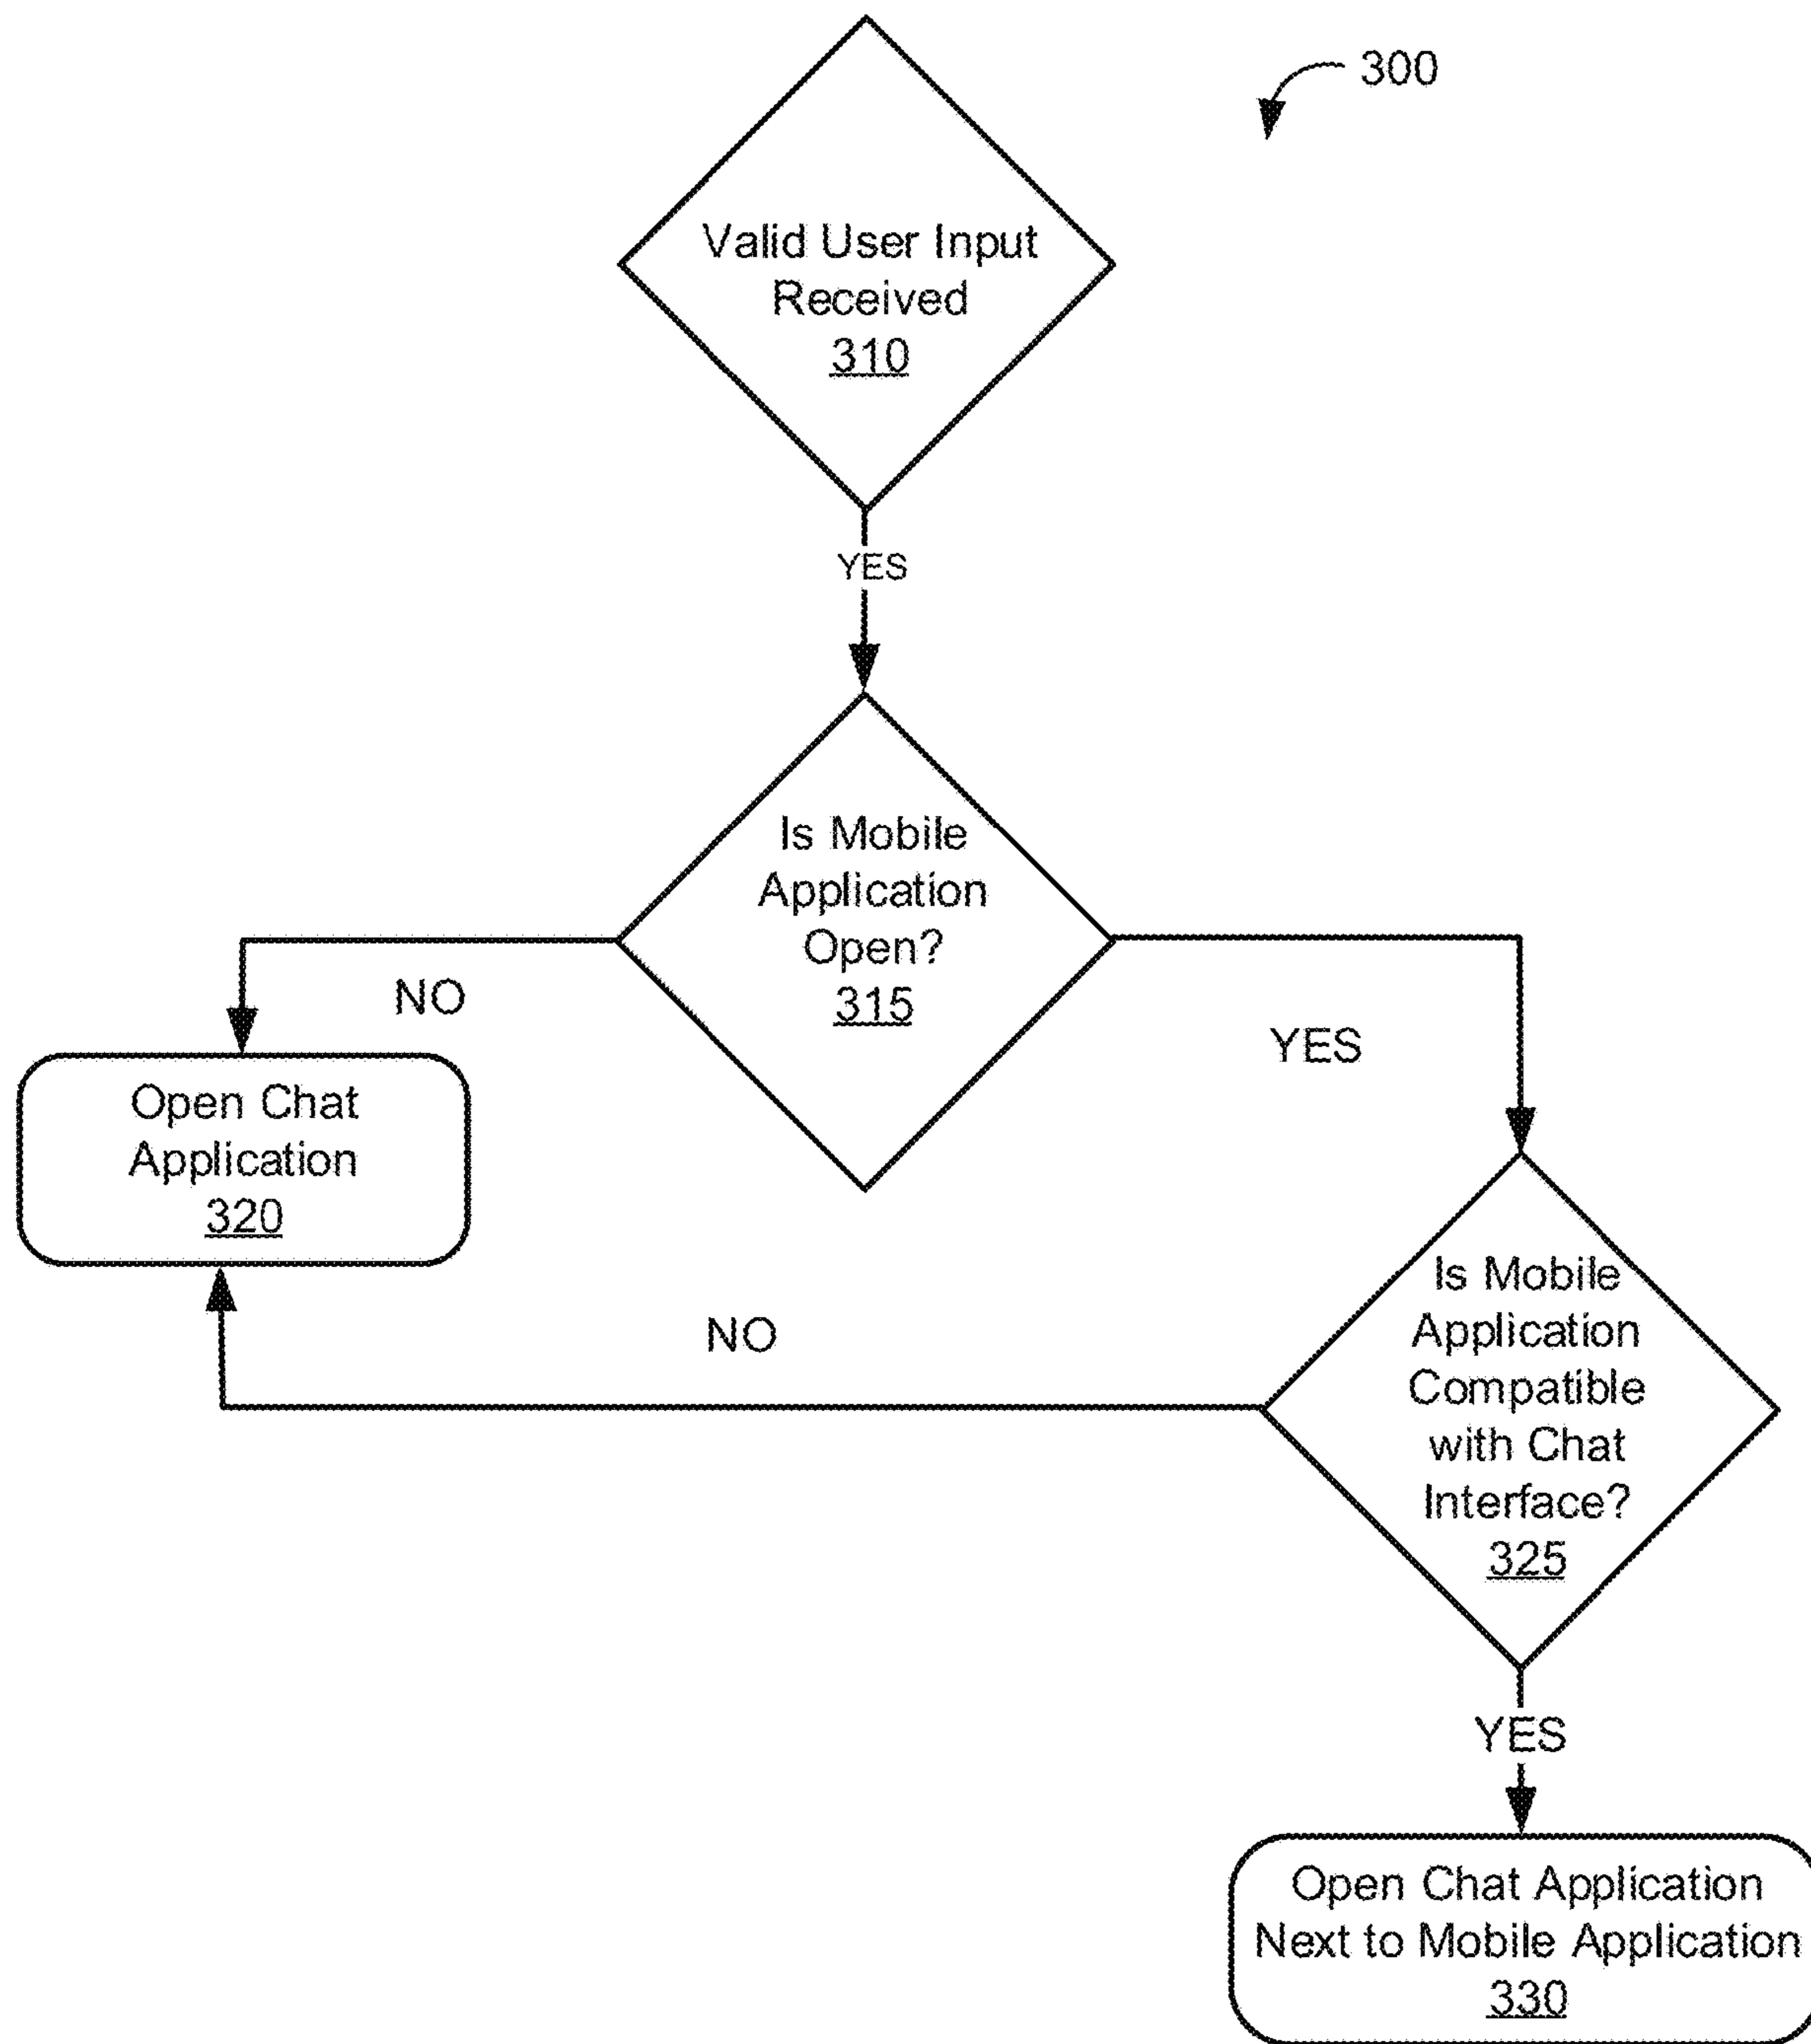 300
Valid User Input
Received
310
YES
Is Mobile
Application
Open?
315
NO
YES
Open Chat
Application
320
Is Mobile
Application
Compatible
with Chat
Interface?
325
NO
YES
Open Chat Application
Next to Mobile Application
330